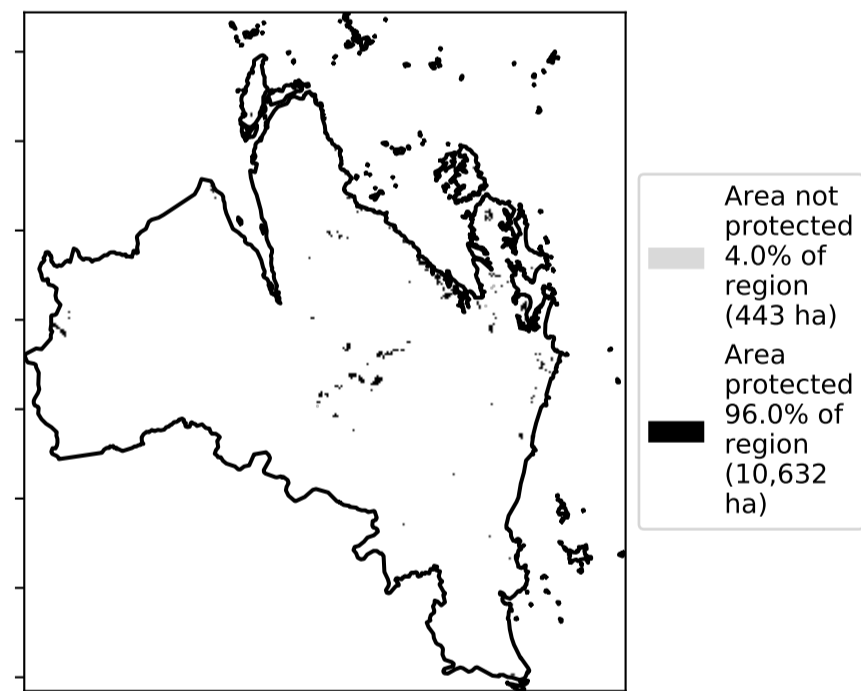 Area not
protected
4.0% of
region
(443 ha)
Area
protected
96.0% of
region
(10,632
ha)